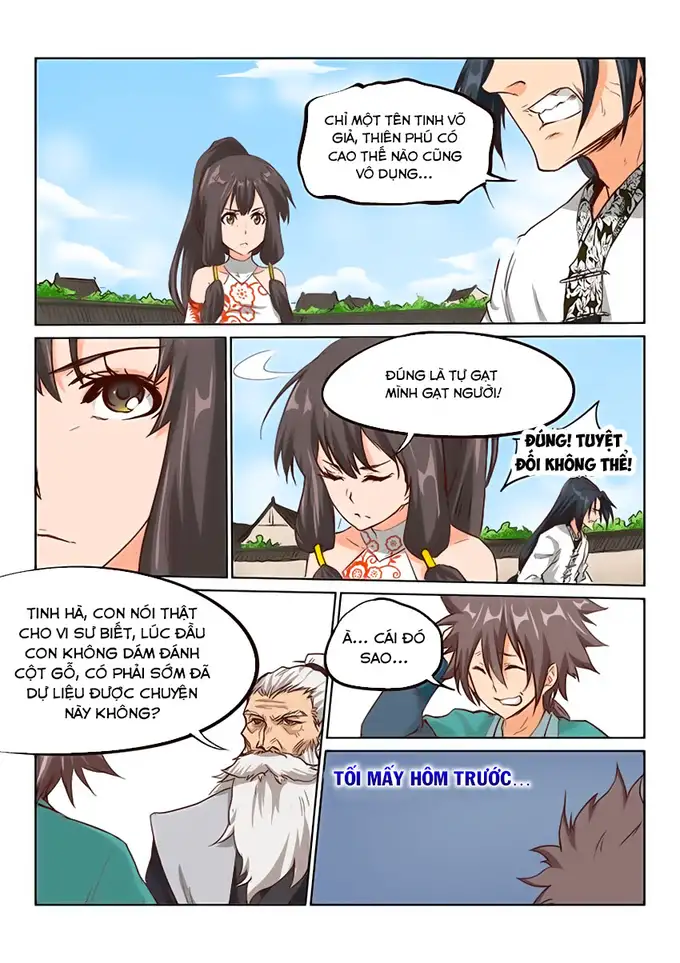 CHỈ MỘT TÊN TINH VÕ
GIẢ, THIÊN PHÚ CÓ
CAO THẾ NÀO CŨNG
VÔ DỤNG...
ĐÚNG LÀ TỰ GẠT
MÌNH GẠT NGƯỜI!
ĐÚNG! TUYỆT
ĐỐI KHÔNG THỂ!
TINH HÀ, CON NÓI THẬT
CHO VI SƯ BIẾT, LÚC ĐẦU
CON KHÔNG DÁM ĐÁNH
CỘT GỖ, CÓ PHẢI SỚM ĐÃ
DỰ LIỆU ĐƯỢC CHUYỆN
NÀY KHÔNG?
À... CÁI ĐÓ
SAO...
TỐI MẤY HÔM TRƯỚC...